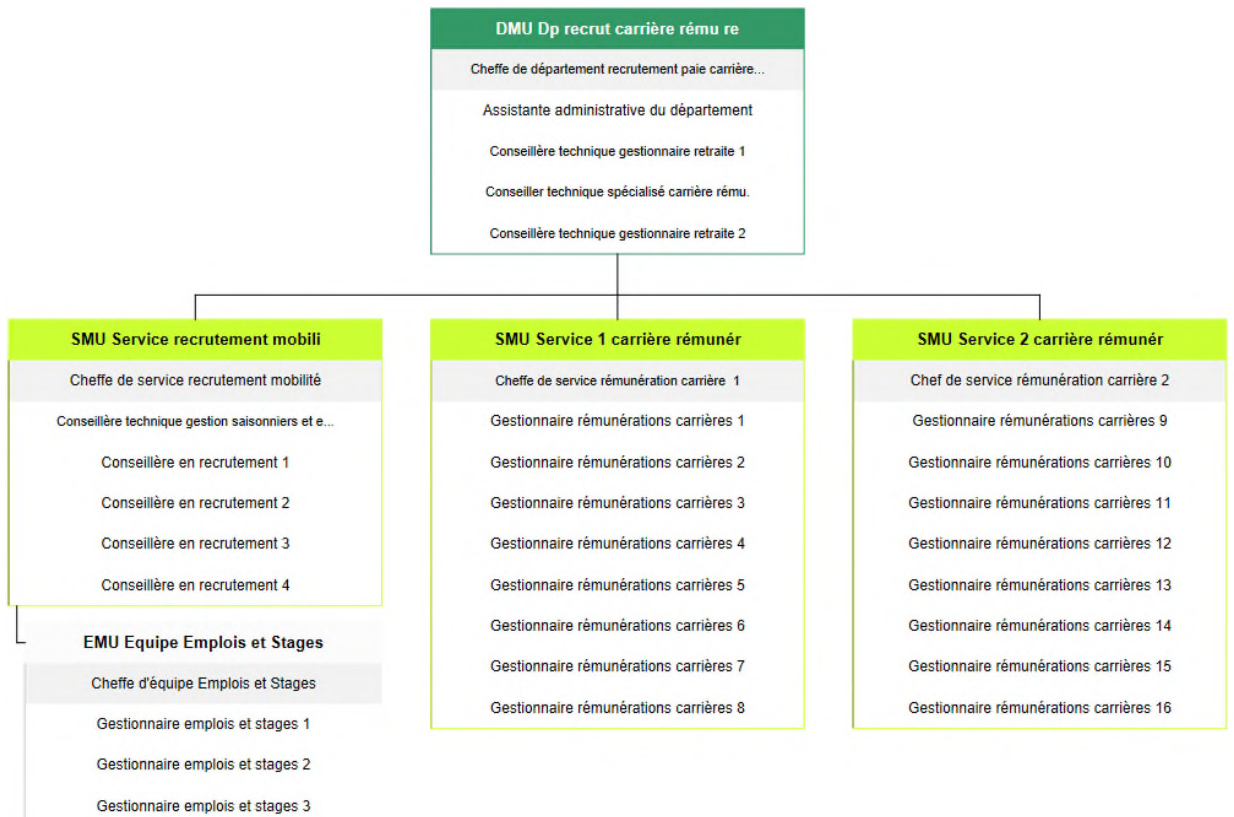 DMU Dp recrut carrière rému re
Cheffe de département recrutement paie carrière...
Assistante administrative du département
Conseillère technique gestionnaire retraite 1
Conseiller technique spécialisé carrière rému.
Conseillère technique gestionnaire retraite 2
SMU Service recrutement mobili
Cheffe de service recrutement mobilité
Conseillère technique gestion saisonniers et e...
Conseillère en recrutement 1
Conseillère en recrutement 2
Conseillère en recrutement 3
Conseillère en recrutement 4
EMU Equipe Emplois et Stages
Cheffe d'équipe Emplois et Stages
Gestionnaire emplois et stages 1
Gestionnaire emplois et stages 2
Gestionnaire emplois et stages 3
SMU Service 1 carrière rémunér
Cheffe de service rémunération carrière 1
Gestionnaire rémunérations carrières 1
Gestionnaire rémunérations carrières 2
Gestionnaire rémunérations carrières 3
Gestionnaire rémunérations carrières 4
Gestionnaire rémunérations carrières 5
Gestionnaire rémunérations carrières 6
Gestionnaire rémunérations carrières 7
Gestionnaire rémunérations carrières 8
SMU Service 2 carrière rémunér
Chef de service rémunération carrière 2
Gestionnaire rémunérations carrières 9
Gestionnaire rémunérations carrières 10
Gestionnaire rémunérations carrières 11
Gestionnaire rémunérations carrières 12
Gestionnaire rémunérations carrières 13
Gestionnaire rémunérations carrières 14
Gestionnaire rémunérations carrières 15
Gestionnaire rémunérations carrières 16